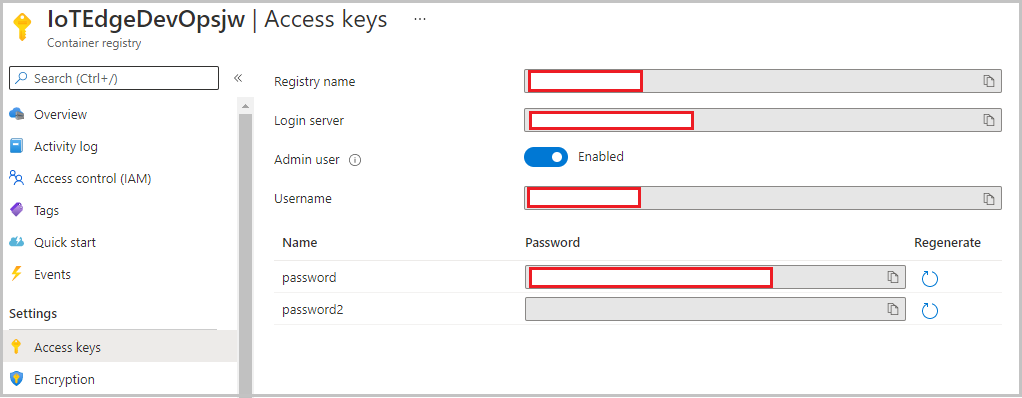 IoTEdgeDevOpsjw | Access keys ...
Container registry
Search (Ctrl+/) «
Overview
Activity log
Access control (IAM)
Tags
Quick start
Events
Settings
Access keys
Encryption
Registry name
Login server
Admin user Enabled
Username
Name Password Regenerate
password
password2